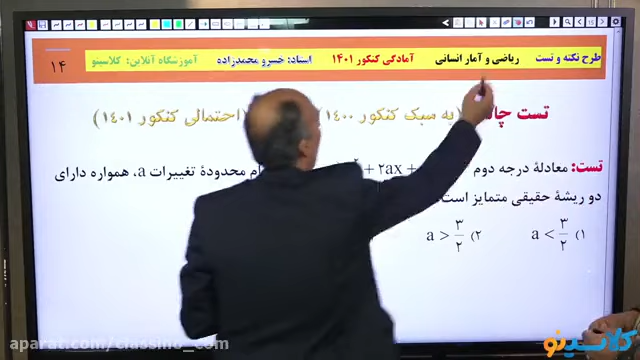 طرح نکته و تست ریاضی و آمار انسانی آمادگی کنکور ۱۴۰۱ استاد: خسرو محمدزاده آموزشگاه آنلاین: کلاسینو ۱۴
تست (به سبک کنکور ۱۴۰۰ احتمالی کنکور ۱۴۰۱)
تست: معادلهٔ درجه دوم + ۲ax + محدودهٔ تغییرات a، همواره دارای
دو ریشهٔ حقیقی متمایز است.
۱) a < ۳/۲ ۲) a > ۳/۲
aparat.com/classino_com
کلاسینو